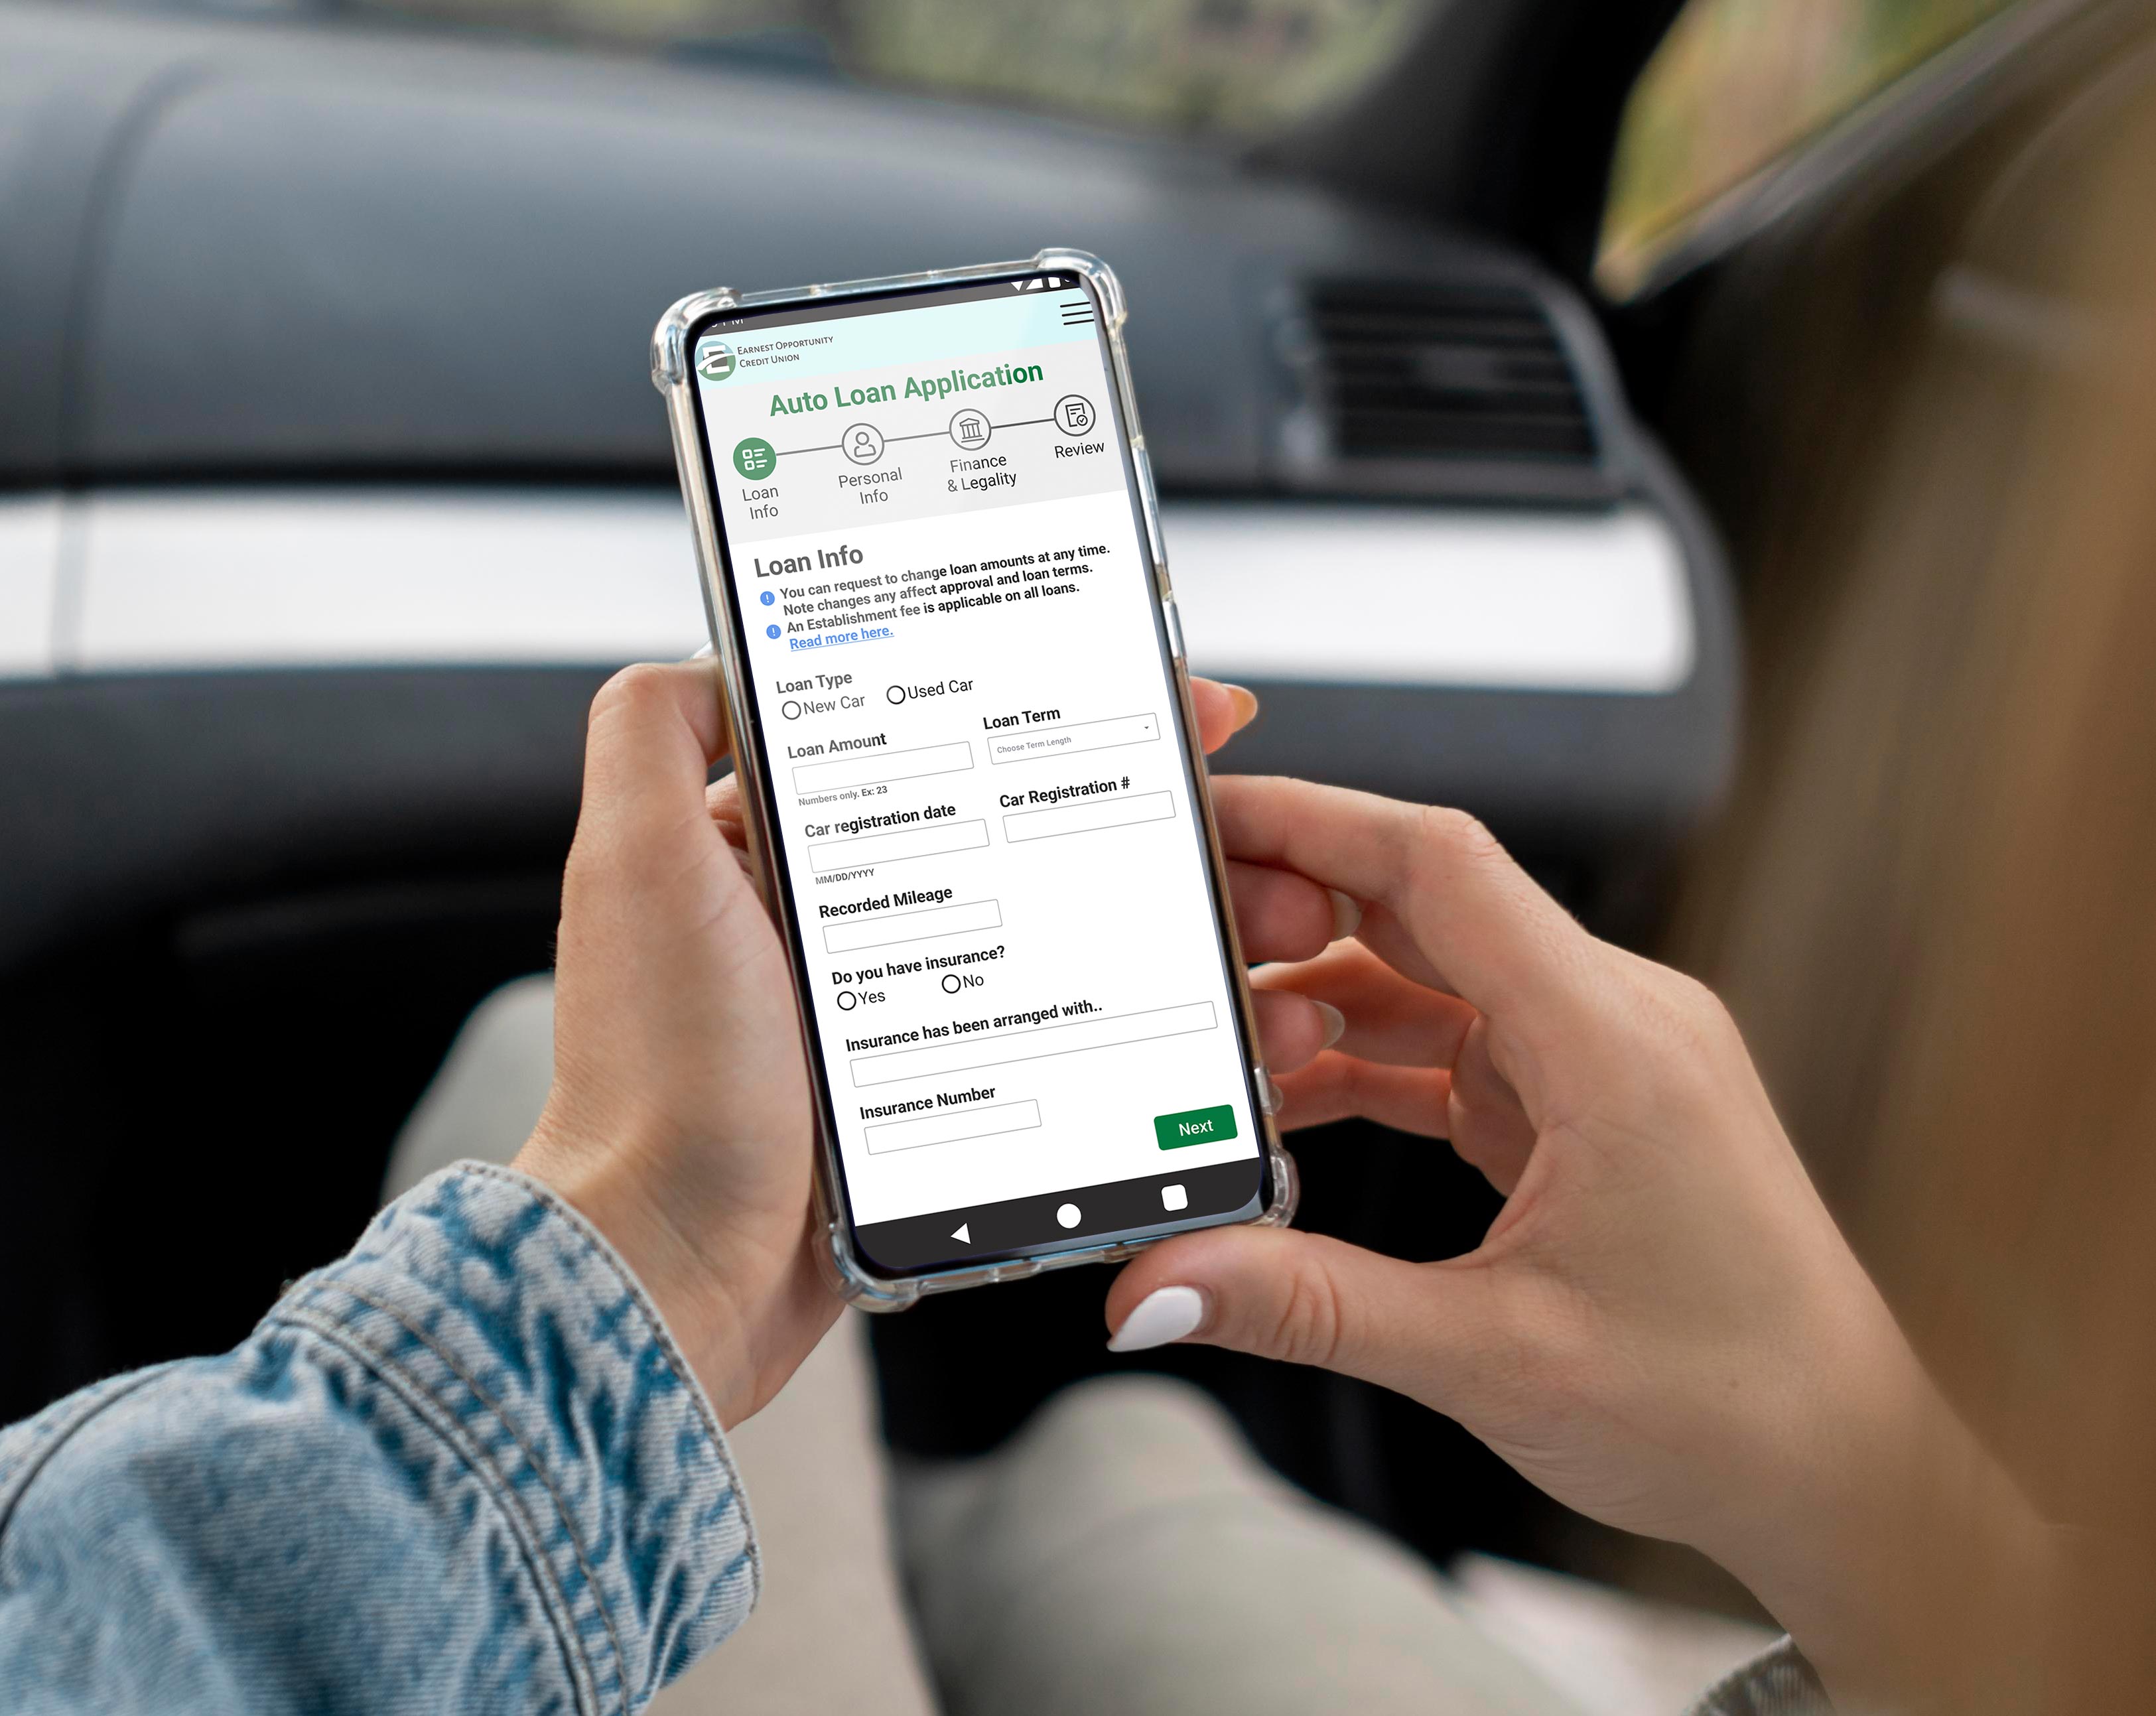 EARNEST OPPORTUNITY
CREDIT UNION
Auto Loan Application
Loan
Info
Personal
Info
Finance
& Legality
Review
Loan Info
You can request to change loan amounts at any time.
Note changes any affect approval and loan terms.
An Establishment fee is applicable on all loans.
Read more here.
Loan Type
New Car
Used Car
Loan Amount
Loan Term
Choose Term Length
Numbers only. Ex: 23
Car registration date
Car Registration #
MM/DD/YYYY
Recorded Mileage
Do you have insurance?
Yes
No
Insurance has been arranged with..
Insurance Number
Next